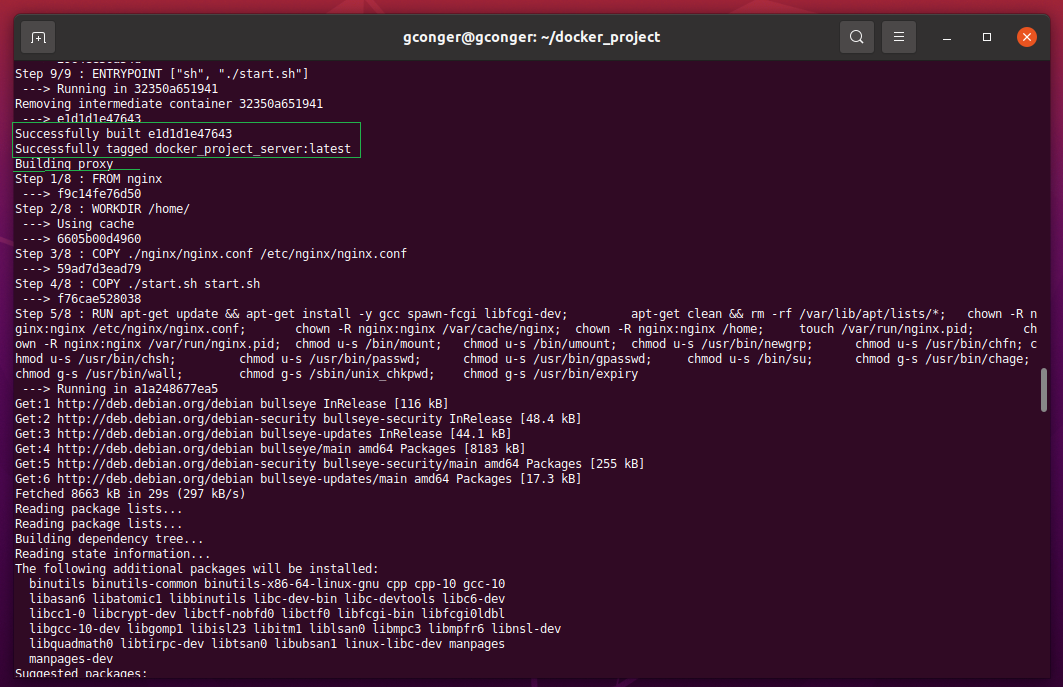 gconger@gconger: ~/docker_project
Step 9/9 : ENTRYPOINT ["sh", "./start.sh"]
 ---> Running in 32350a651941
Removing intermediate container 32350a651941
 ---> e1d1d1e47643
Successfully built e1d1d1e47643
Successfully tagged docker_project_server:latest
Building proxy
Step 1/8 : FROM nginx
 ---> f9c14fe76d50
Step 2/8 : WORKDIR /home/
 ---> Using cache
 ---> 6605b00d4960
Step 3/8 : COPY ./nginx/nginx.conf /etc/nginx/nginx.conf
 ---> 59ad7d3ead79
Step 4/8 : COPY ./start.sh start.sh
 ---> f76cae528038
Step 5/8 : RUN apt-get update && apt-get install -y gcc spawn-fcgi libfcgi-dev;         apt-get clean && rm -rf /var/lib/apt/lists/*;   chown -R n
ginx:nginx /etc/nginx/nginx.conf;       chown -R nginx:nginx /var/cache/nginx;  chown -R nginx:nginx /home;     touch /var/run/nginx.pid;       ch
own -R nginx:nginx /var/run/nginx.pid;  chmod u-s /bin/mount;   chmod u-s /bin/umount;  chmod u-s /usr/bin/newgrp;      chmod u-s /usr/bin/chfn; c
hmod u-s /usr/bin/chsh;         chmod u-s /usr/bin/passwd;      chmod u-s /usr/bin/gpasswd;     chmod u-s /bin/su;      chmod g-s /usr/bin/chage;
chmod g-s /usr/bin/wall;        chmod g-s /sbin/unix_chkpwd;    chmod g-s /usr/bin/expiry
 ---> Running in a1a248677ea5
Get:1 http://deb.debian.org/debian bullseye InRelease [116 kB]
Get:2 http://deb.debian.org/debian-security bullseye-security InRelease [48.4 kB]
Get:3 http://deb.debian.org/debian bullseye-updates InRelease [44.1 kB]
Get:4 http://deb.debian.org/debian bullseye/main amd64 Packages [8183 kB]
Get:5 http://deb.debian.org/debian-security bullseye-security/main amd64 Packages [255 kB]
Get:6 http://deb.debian.org/debian bullseye-updates/main amd64 Packages [17.3 kB]
Fetched 8663 kB in 29s (297 kB/s)
Reading package lists...
Reading package lists...
Building dependency tree...
Reading state information...
The following additional packages will be installed:
  binutils binutils-common binutils-x86-64-linux-gnu cpp cpp-10 gcc-10
  libasan6 libatomic1 libbinutils libc-dev-bin libc-devtools libc6-dev
  libcc1-0 libcrypt-dev libctf-nobfd0 libctf0 libfcgi-bin libfcgi0ldbl
  libgcc-10-dev libgomp1 libisl23 libitm1 liblsan0 libmpc3 libmpfr6 libnsl-dev
  libquadmath0 libtirpc-dev libtsan0 libubsan1 linux-libc-dev manpages
  manpages-dev
Suggested packages: